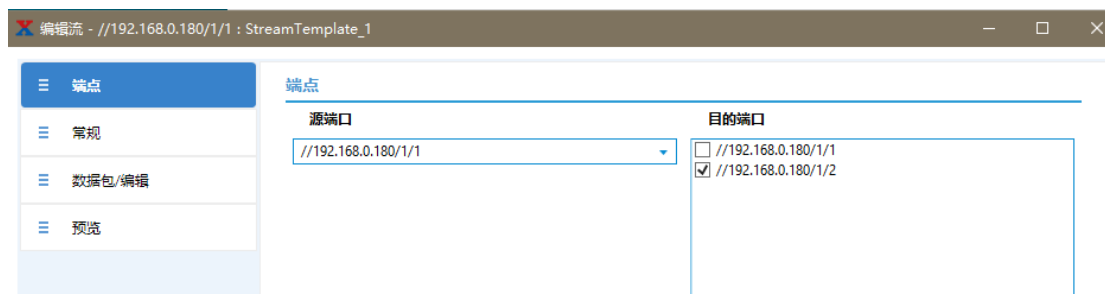 编辑流 - //192.168.0.180/1/1 : StreamTemplate_1
端点
常规
数据包/编辑
预览
端点
源端口
//192.168.0.180/1/1
目的端口
//192.168.0.180/1/1
//192.168.0.180/1/2